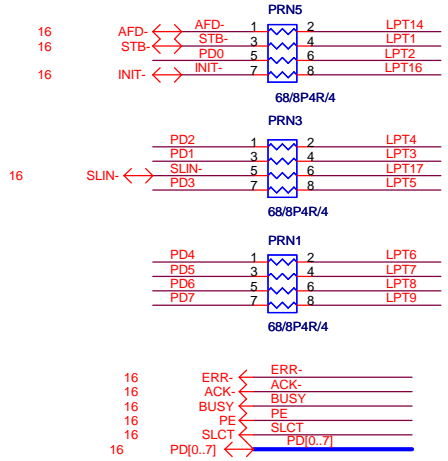 PRN5
16 AFD- AFD- 1 2 LPT14
16 STB- STB- 3 4 LPT1
PD0 5 6 LPT2
16 INIT- INIT- 7 8 LPT16
68/8P4R/4
PRN3
PD2 1 2 LPT4
PD1 3 4 LPT3
16 SLIN- SLIN- 5 6 LPT17
PD3 7 8 LPT5
68/8P4R/4
PRN1
PD4 1 2 LPT6
PD5 3 4 LPT7
PD6 5 6 LPT8
PD7 7 8 LPT9
68/8P4R/4
16 ERR- ERR-
16 ACK- ACK-
16 BUSY BUSY
16 PE PE
16 SLCT SLCT
16 PD[0..7] PD[0..7]